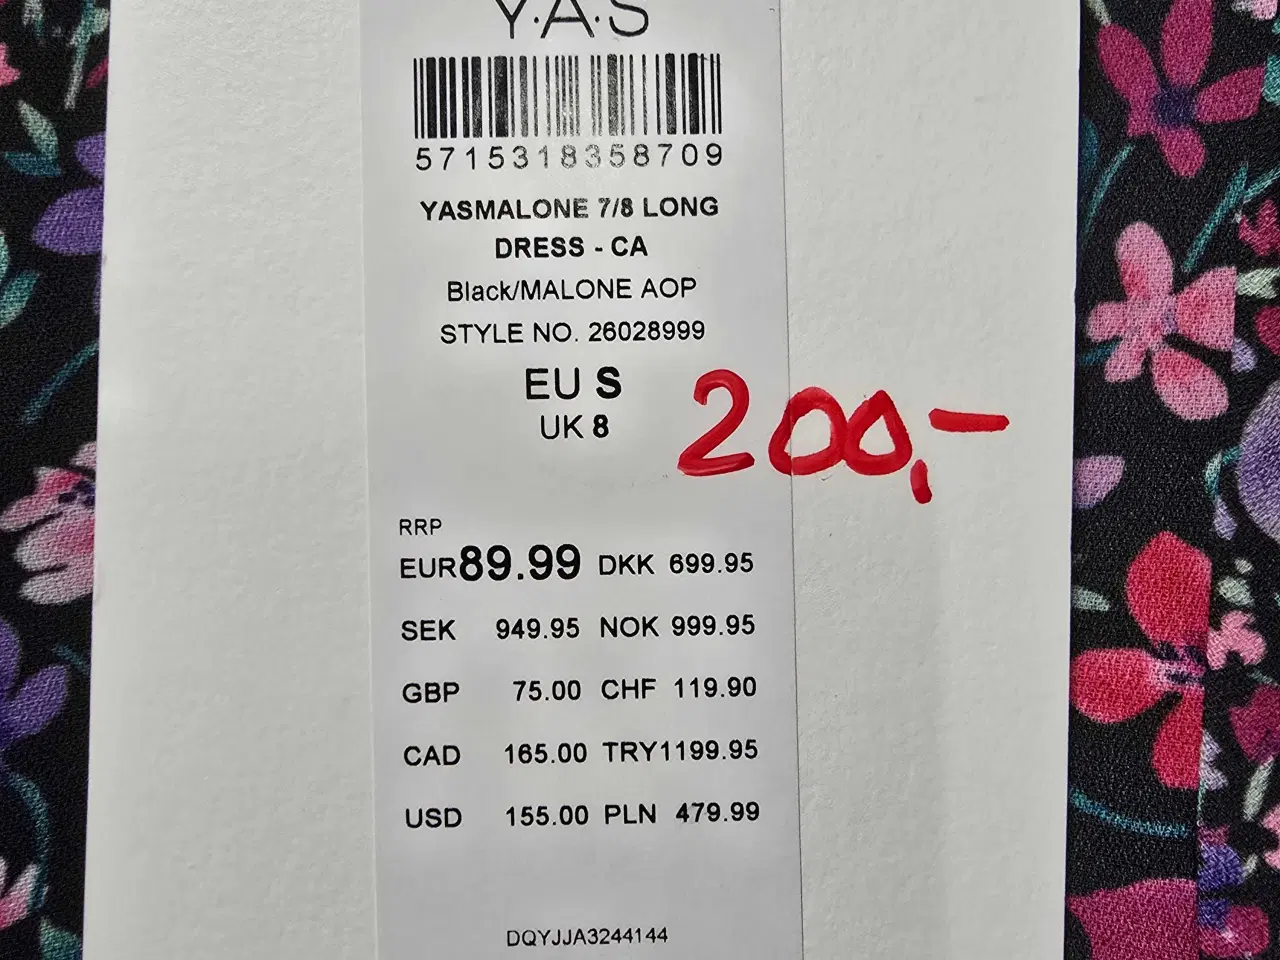 Y·A·S
5715318358709
YASMALONE 7/8 LONG
DRESS - CA
Black/MALONE AOP
STYLE NO. 26028999
EU S
UK 8
200,-
RRP
EUR89.99 DKK 699.95
SEK 949.95 NOK 999.95
GBP 75.00 CHF 119.90
CAD 165.00 TRY1199.95
USD 155.00 PLN 479.99
DQYJJA3244144